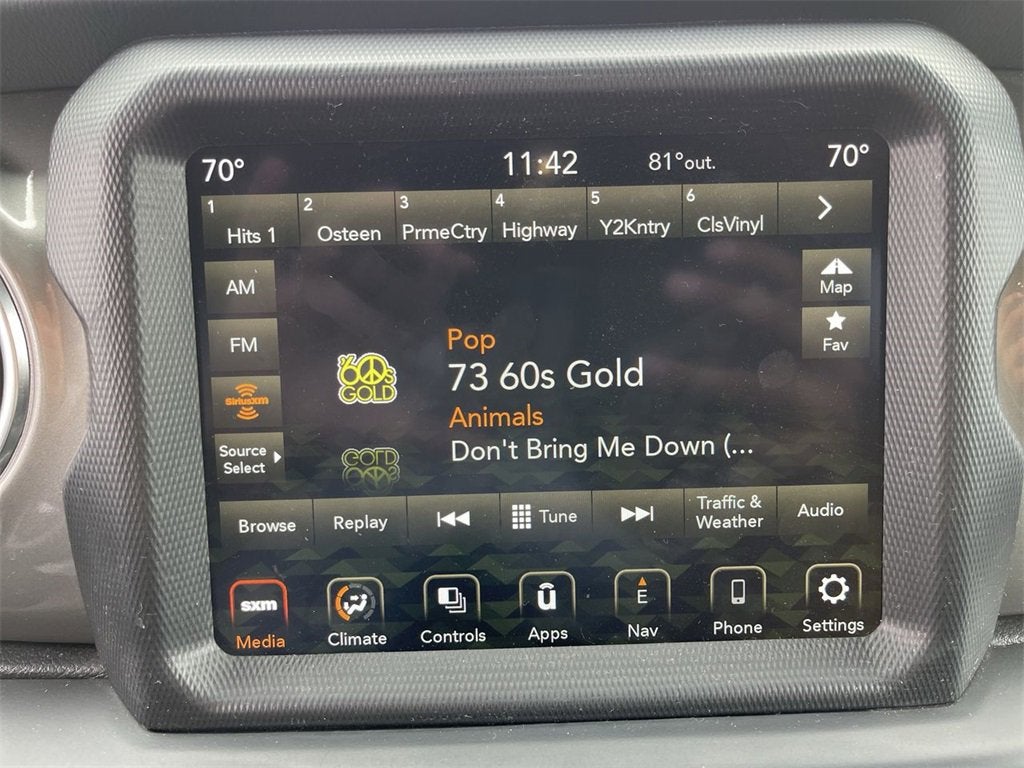 70° 11:42 81°out. 70°
1 2 3 4 5 6
Hits 1 Osteen PrmeCtry Highway Y2Kntry ClsVinyl
AM
Map
FM
Fav
SiriusXM
Source
Select
'60s
GOLD
GOLD
Pop
73 60s Gold
Animals
Don't Bring Me Down (...
Browse Replay Tune Traffic &
Weather Audio
sxm û E
Media Climate Controls Apps Nav Phone Settings